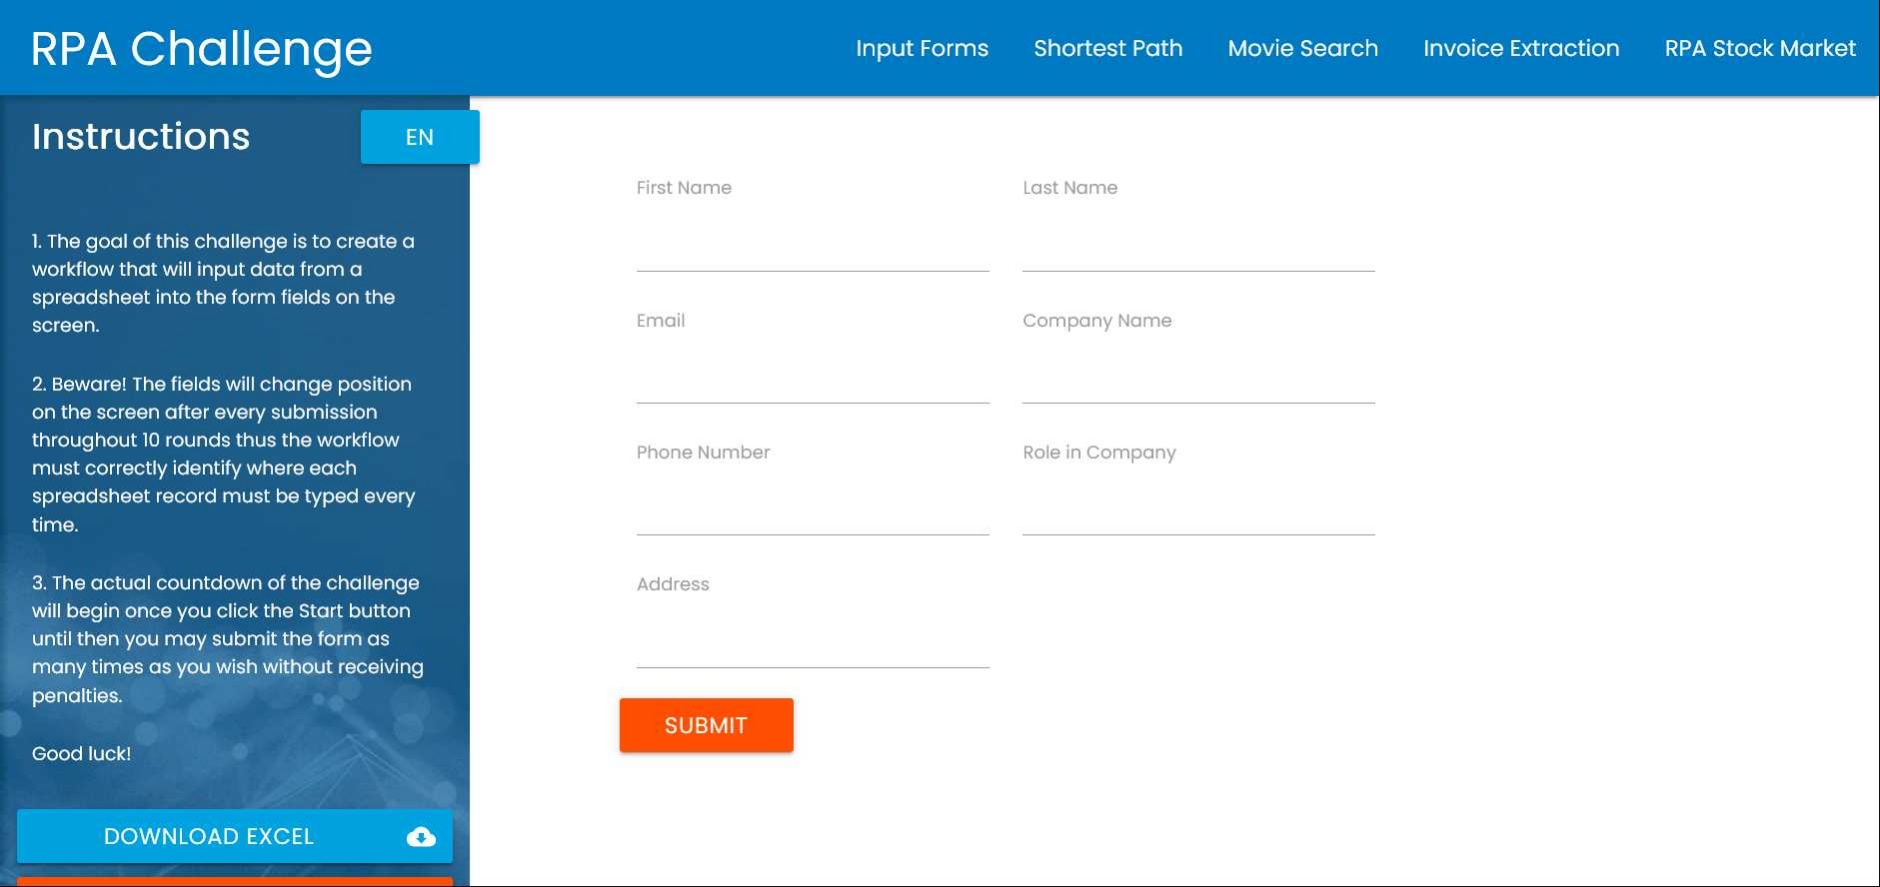 RPA Challenge
Input Forms
Shortest Path
Movie Search
Invoice Extraction
RPA Stock Market
Instructions
EN
1. The goal of this challenge is to create a
workflow that will input data from a
spreadsheet into the form fields on the
screen.
2. Beware! The fields will change position
on the screen after every submission
throughout 10 rounds thus the workflow
must correctly identify where each
spreadsheet record must be typed every
time.
3. The actual countdown of the challenge
will begin once you click the Start button
until then you may submit the form as
many times as you wish without receiving
penalties.
Good luck!
DOWNLOAD EXCEL
First Name
Last Name
Email
Company Name
Phone Number
Role in Company
Address
SUBMIT